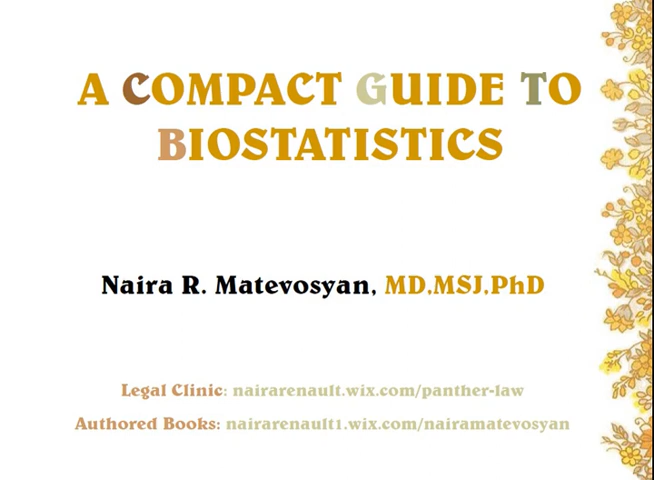 A COMPACT GUIDE TO
BIOSTATISTICS
Naira R. Matevosyan, MD,MSJ,PhD
Legal Clinic: nairarenault.wix.com/panther-law
Authored Books: nairarenault1.wix.com/nairamatevosyan